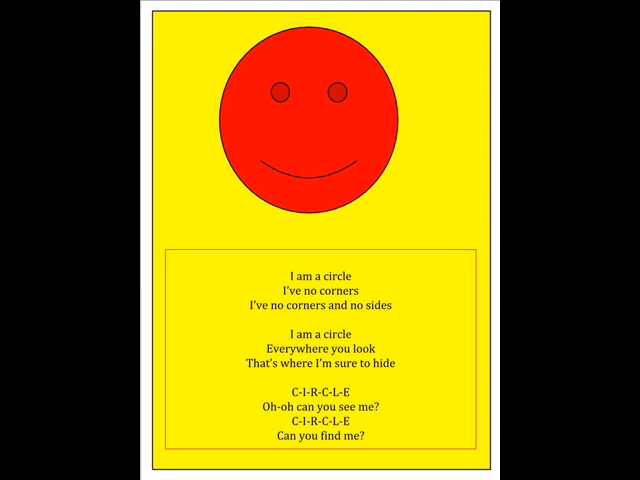 I am a circle
I've no corners
I've no corners and no sides
I am a circle
Everywhere you look
That's where I'm sure to hide
C-I-R-C-L-E
Oh-oh can you see me?
C-I-R-C-L-E
Can you find me?